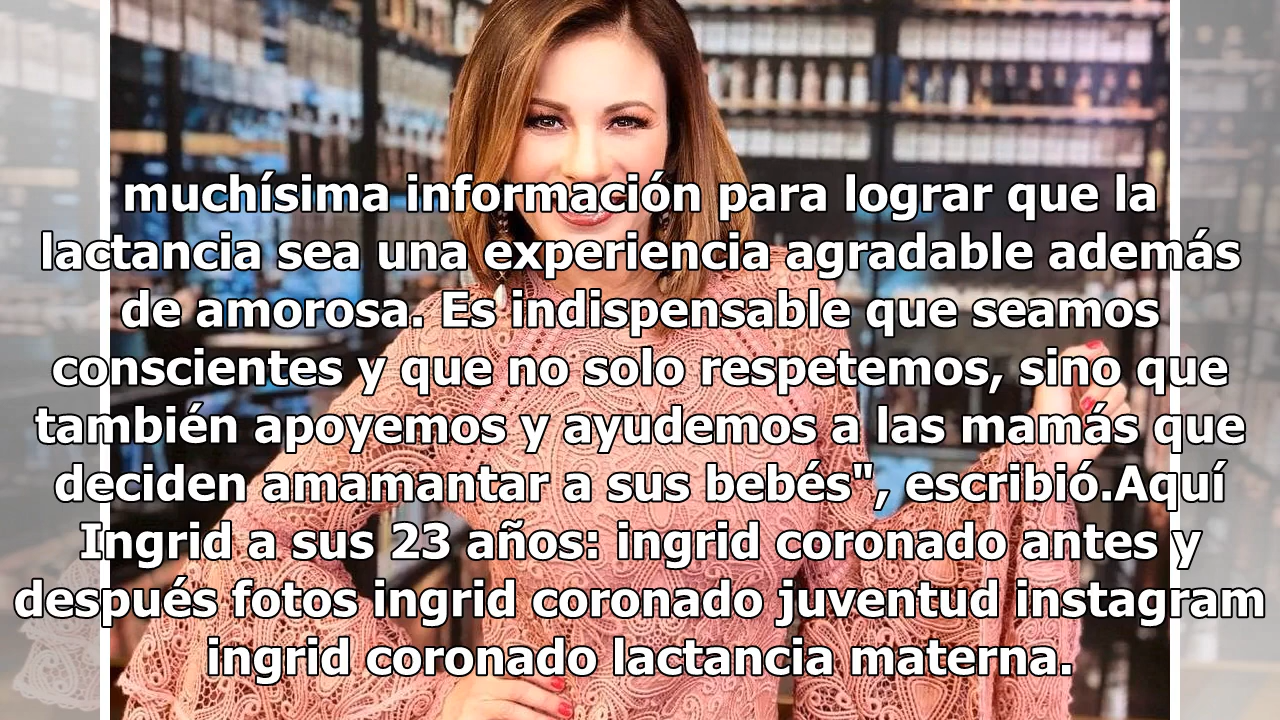 muchísima información para lograr que la
lactancia sea una experiencia agradable además
de amorosa. Es indispensable que seamos
conscientes y que no solo respetemos, sino que
también apoyemos y ayudemos a las mamás que
deciden amamantar a sus bebés", escribió.Aquí
Ingrid a sus 23 años: ingrid coronado antes y
después fotos ingrid coronado juventud instagram
ingrid coronado lactancia materna.